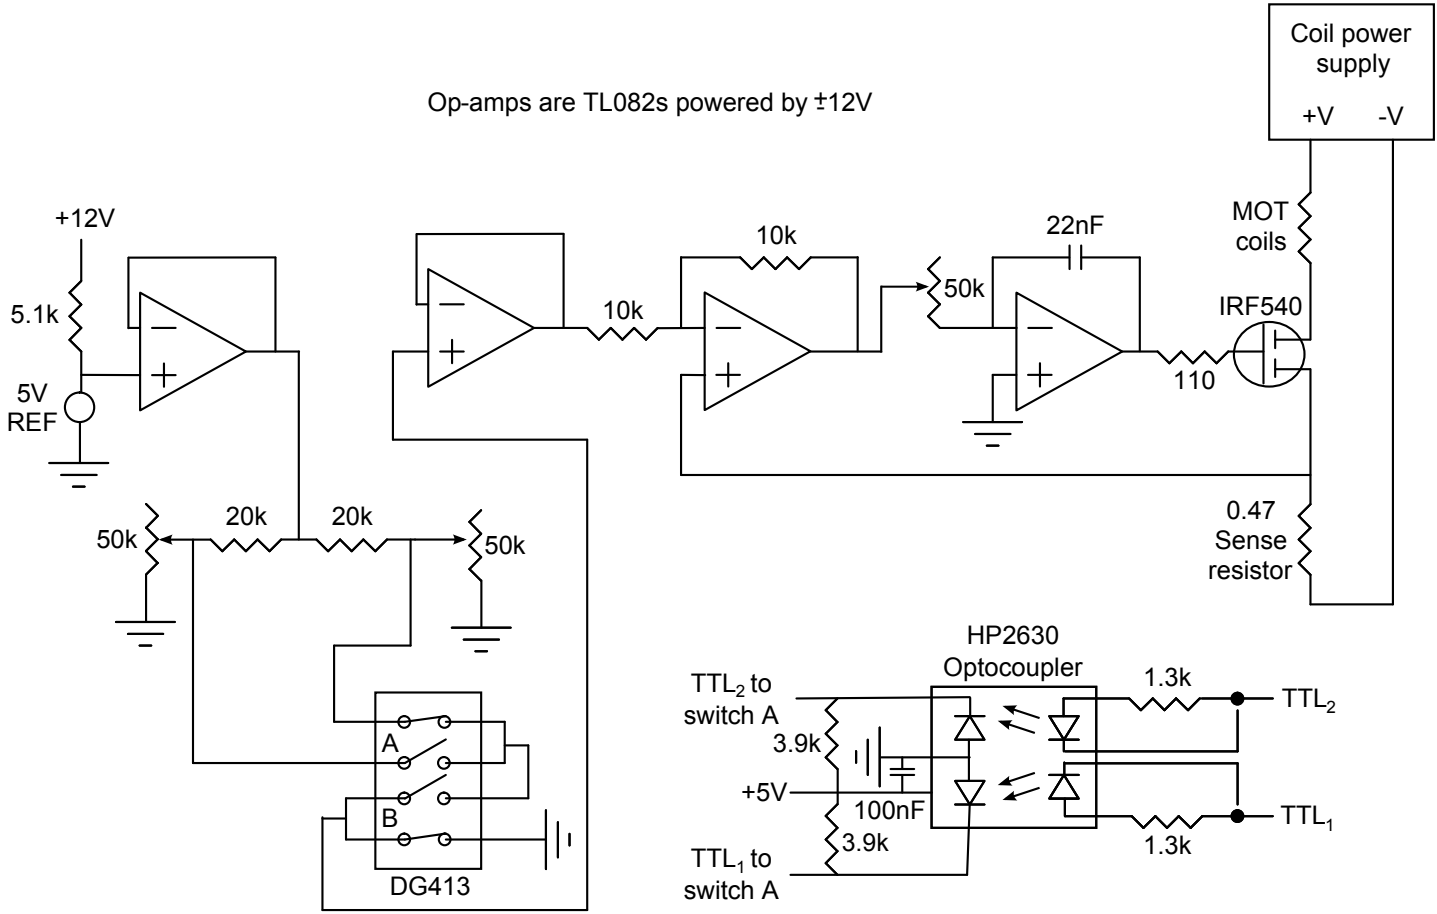 Coil power
supply
+V -V
Op-amps are TL082s powered by ±12V
+12V
5.1k
5V
REF
10k
10k
50k
22nF
110
MOT
coils
IRF540
50k
20k
20k
50k
0.47
Sense
resistor
A
B
DG413
HP2630
Optocoupler
TTL2 to
switch A
3.9k
+5V
100nF
3.9k
TTL1 to
switch A
1.3k
TTL2
TTL1
1.3k